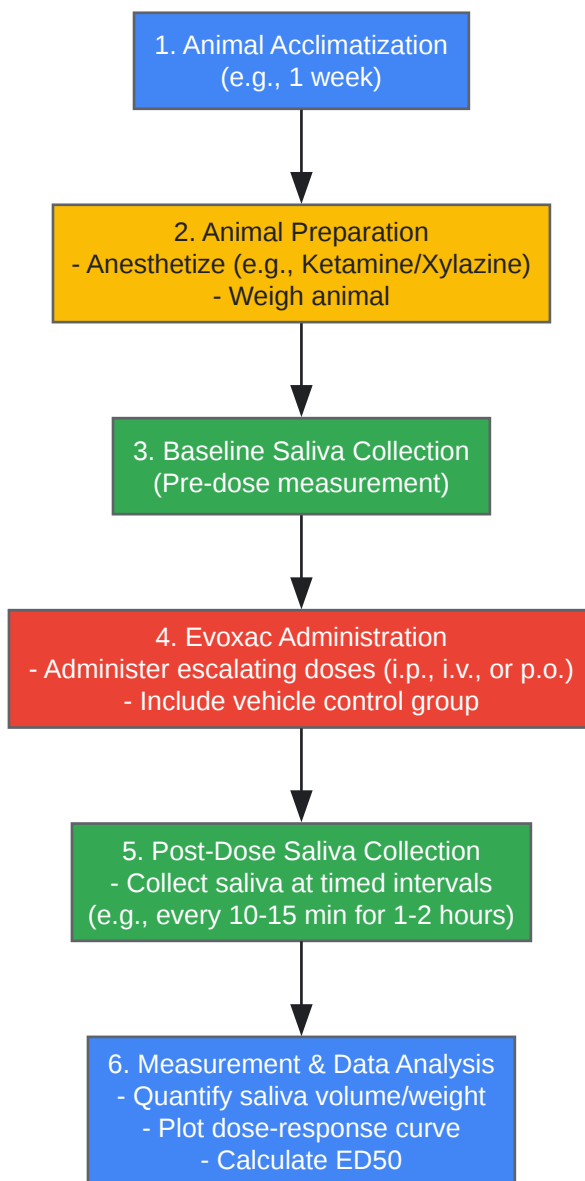 1. Animal Acclimatization
(e.g., 1 week)
2. Animal Preparation
- Anesthetize (e.g., Ketamine/Xylazine)
- Weigh animal
3. Baseline Saliva Collection
(Pre-dose measurement)
4. Evoxac Administration
- Administer escalating doses (i.p., i.v., or p.o.)
- Include vehicle control group
5. Post-Dose Saliva Collection
- Collect saliva at timed intervals
(e.g., every 10-15 min for 1-2 hours)
6. Measurement & Data Analysis
- Quantify saliva volume/weight
- Plot dose-response curve
- Calculate ED50